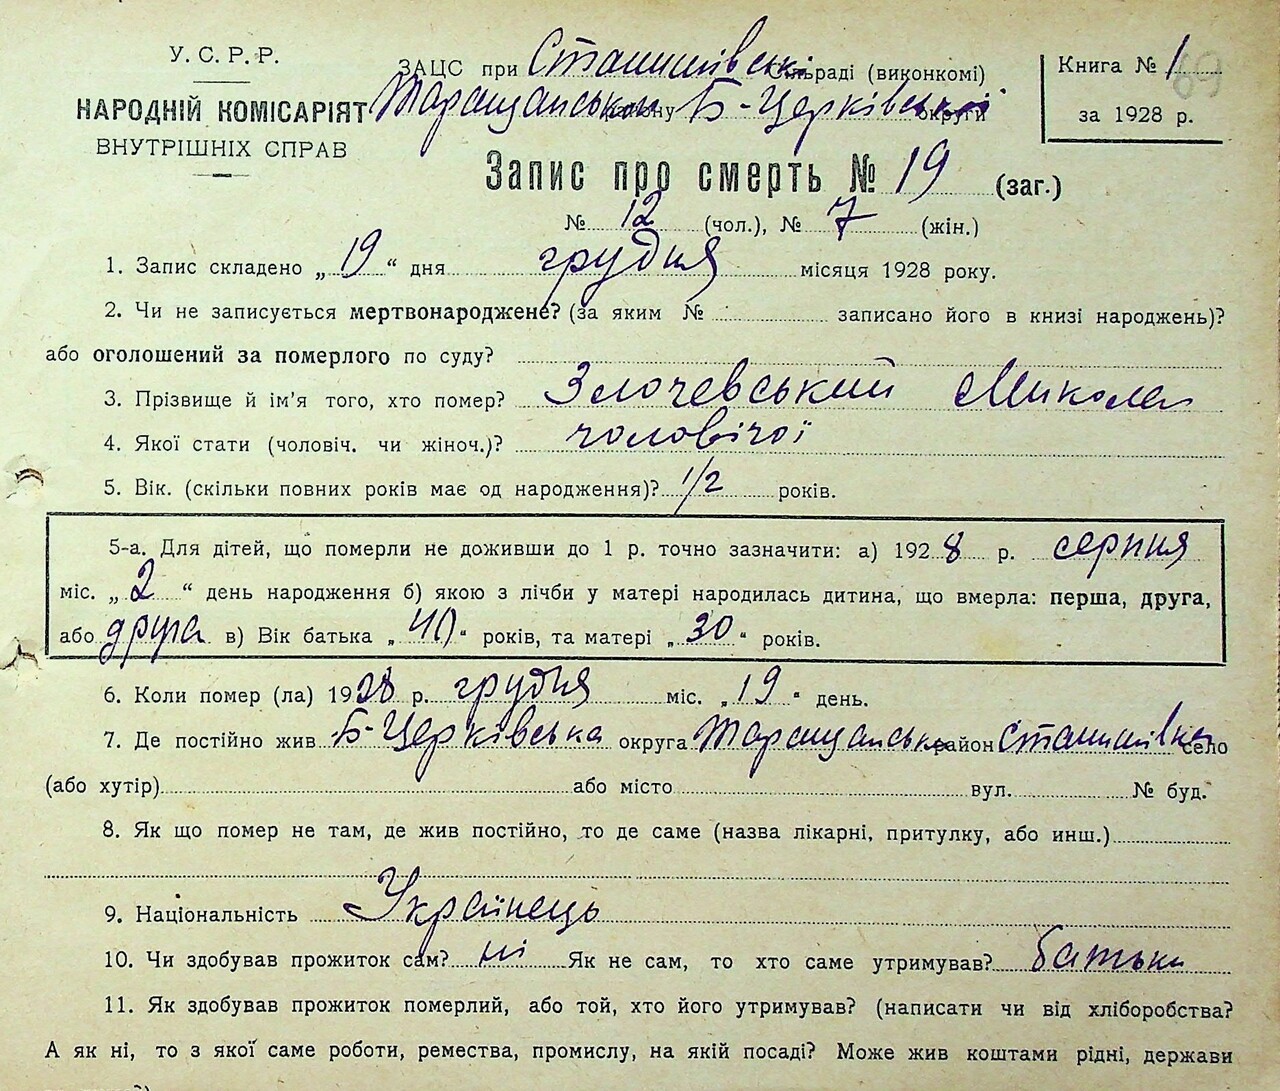 У. С. Р. Р.
НАРОДНІЙ КОМІСАРІЯТ
ВНУТРІШНІХ СПРАВ
ЗАЦС при Станишівські сільраді (виконкомі)
Таращанського району Б-Церківської округи
Книга № 1
69
за 1928 р.
Запис про смерть № 19 (заг.)
№ 12 (чол.), № 7 (жін.)
1. Запис складено „19“ дня грудня місяця 1928 року.
2. Чи не записується мертвонароджене? (за яким № записано його в книзі народжень)?
або оголошений за померлого по суду?
3. Прізвище й ім’я того, хто помер? Злочевський Микола
4. Якої стати (чоловіч. чи жіноч.)? чоловічої
5. Вік. (скільки повних років має од народження)? 1/2 років.
5-а. Для дітей, що померли не доживши до 1 р. точно зазначити: а) 1928 р. серпня
міс. „2“ день народження б) якою з лічби у матері народилась дитина, що вмерла: перша, друга,
або друга в) Вік батька „40“ років, та матері „30“ років.
6. Коли помер (ла) 1928 р. грудня міс. „19“ день.
7. Де постійно жив Б-Церківська округа Таращанська район Станишівка село
(або хутір) або місто вул. № буд.
8. Як що помер не там, де жив постійно, то де саме (назва лікарні, притулку, або инш.)
9. Національність Українець
10. Чи здобував прожиток сам? ні Як не сам, то хто саме утримував? батьки
11. Як здобував прожиток померлий, або той, хто його утримував? (написати чи від хліборобства?
А як ні, то з якої саме роботи, ремества, промислу, на якій посаді? Може жив коштами рідні, держави